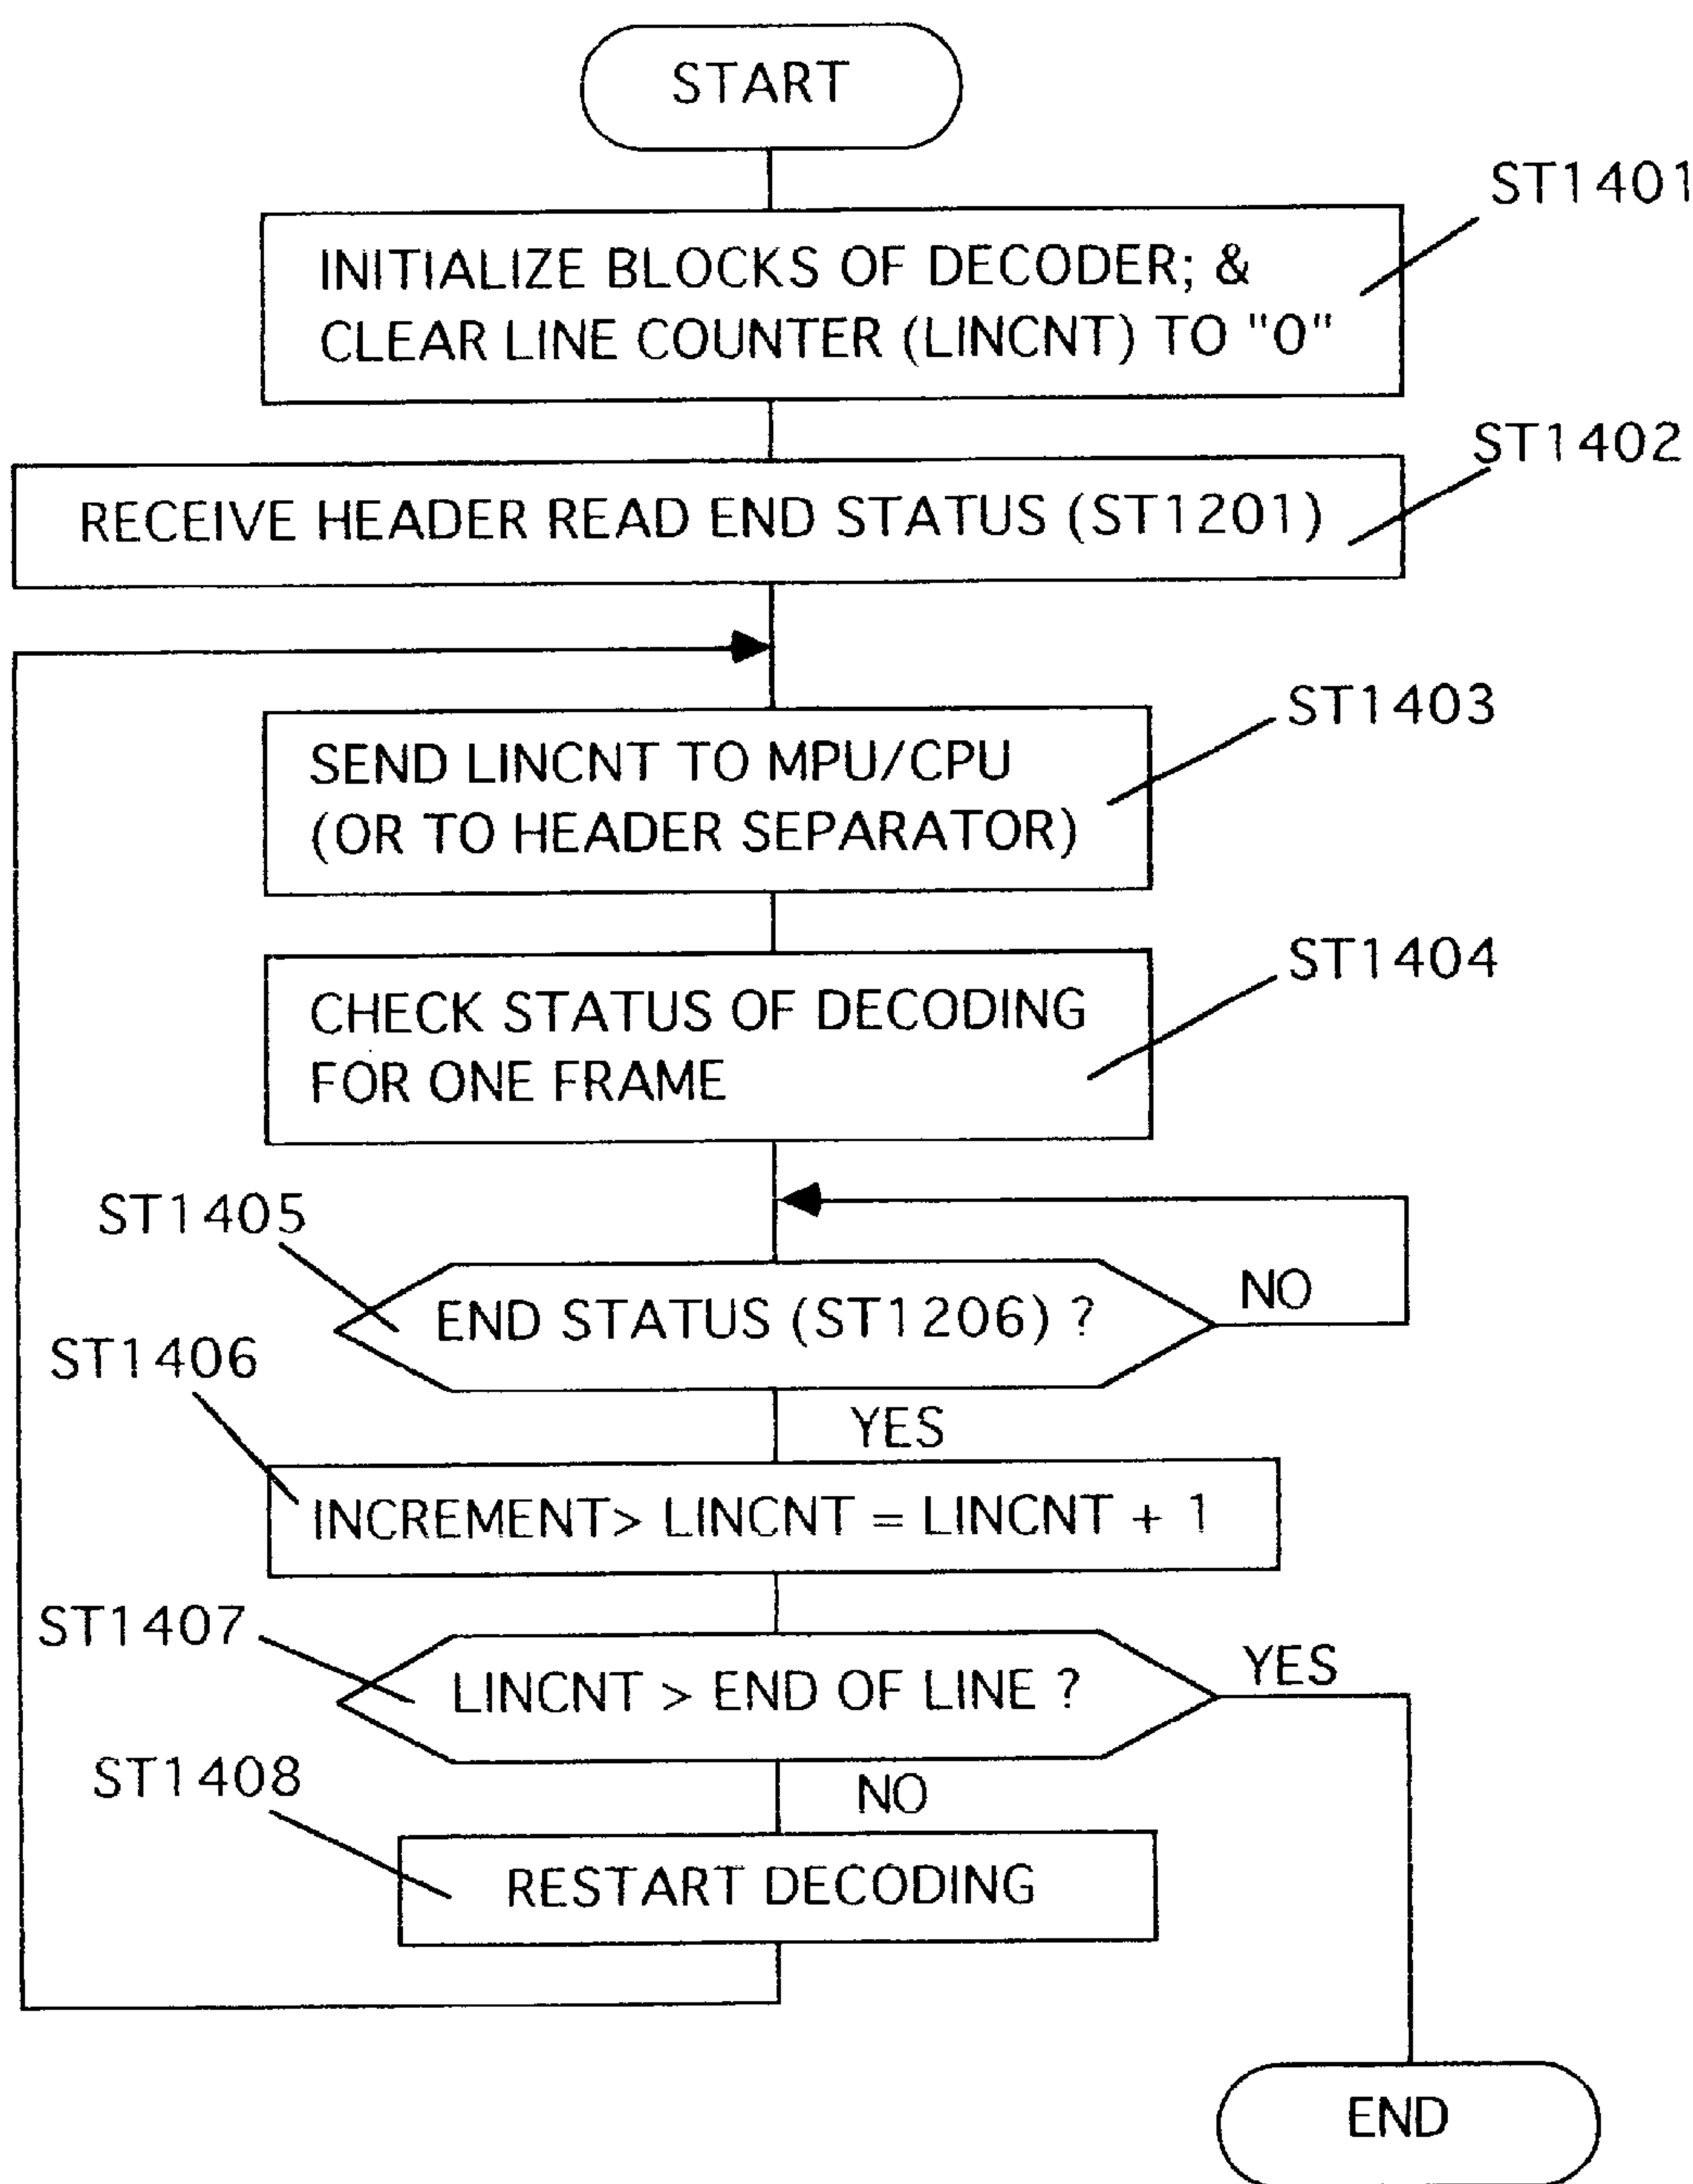 START
ST1401
INITIALIZE BLOCKS OF DECODER; &
CLEAR LINE COUNTER (LINCNT) TO "0"
ST1402
RECEIVE HEADER READ END STATUS (ST1201)
ST1403
SEND LINCNT TO MPU/CPU
(OR TO HEADER SEPARATOR)
ST1404
CHECK STATUS OF DECODING
FOR ONE FRAME
ST1405
END STATUS (ST1206) ?
NO
ST1406
YES
INCREMENT> LINCNT = LINCNT + 1
ST1407
LINCNT > END OF LINE ?
YES
ST1408
NO
RESTART DECODING
END